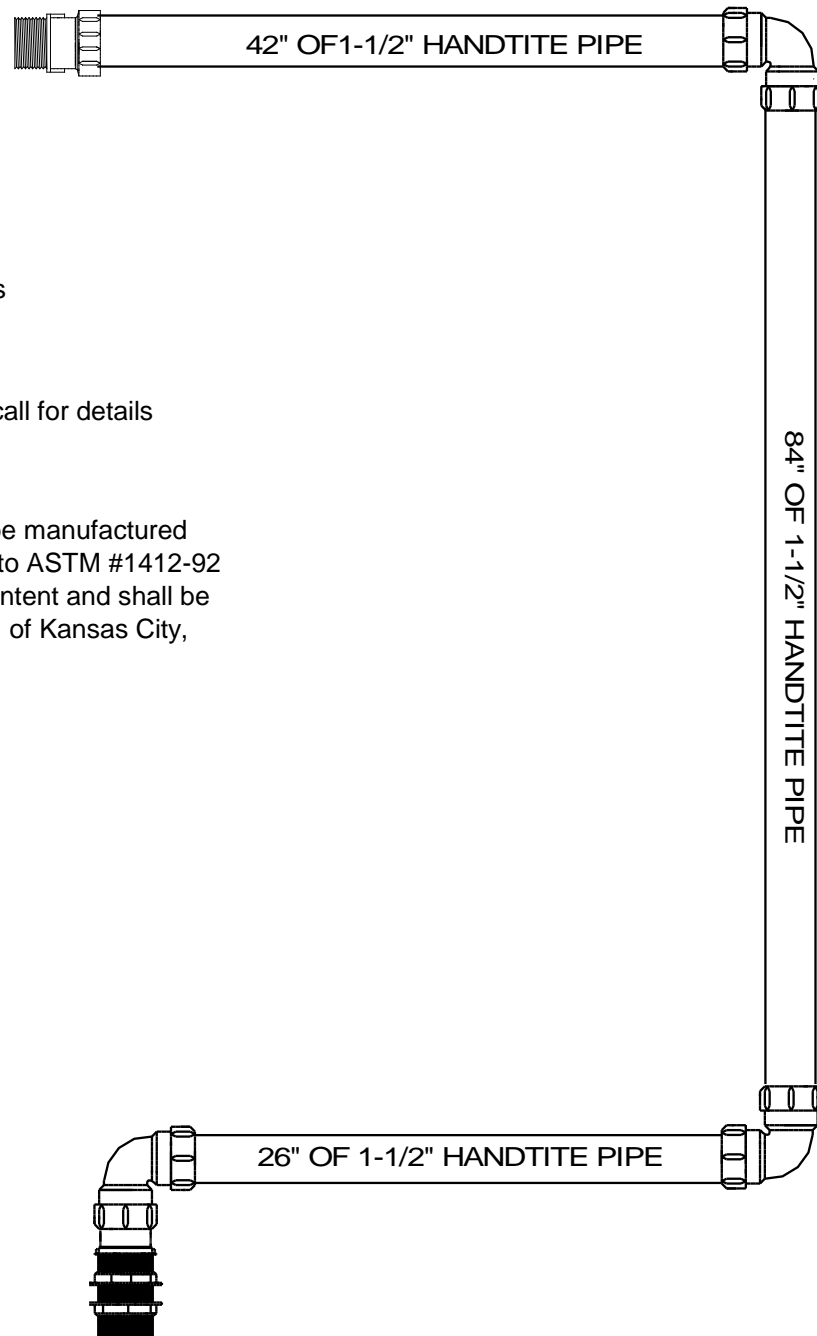 42" OF1-1/2" HANDTITE PIPE
s
call for details
be manufactured
to ASTM #1412-92
ntent and shall be
of Kansas City,
84" OF 1-1/2" HANDTITE PIPE
26" OF 1-1/2" HANDTITE PIPE